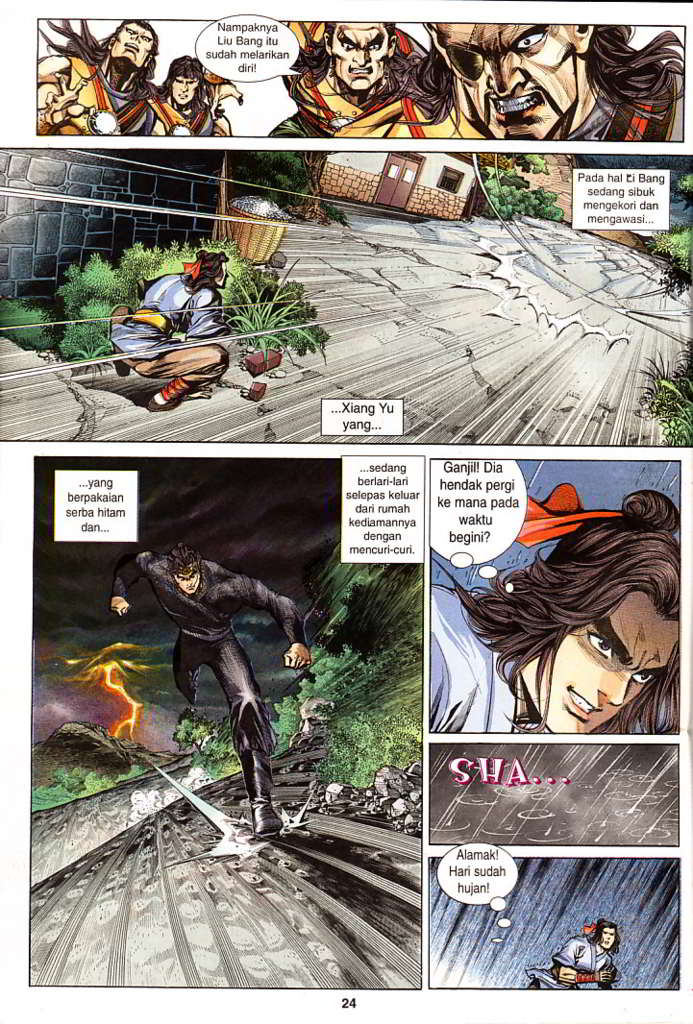 Nampaknya
Liu Bang itu
sudah melarikan
diri!
Pada hal Li Bang
sedang sibuk
mengekori dan
mengawasi...
...Xiang Yu
yang...
...yang
berpakaian
serba hitam
dan...
...sedang
berlari-lari
selepas keluar
dari rumah
kediamannya
dengan
mencuri-curi.
Ganjil! Dia
hendak pergi
ke mana pada
waktu
begini?
SHA...
Alamak!
Hari sudah
hujan!
24